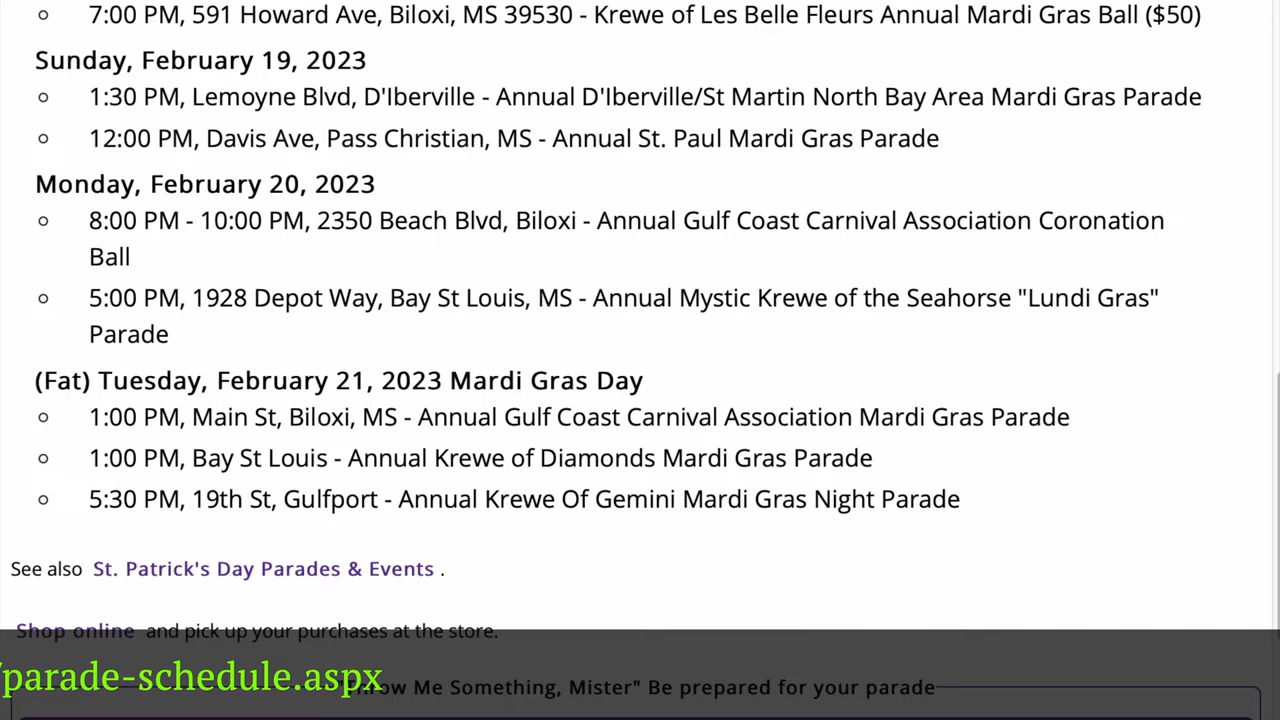 7:00 PM, 591 Howard Ave, Biloxi, MS 39530 - Krewe of Les Belle Fleurs Annual Mardi Gras Ball ($50)
Sunday, February 19, 2023
1:30 PM, Lemoyne Blvd, D'Iberville - Annual D'Iberville/St Martin North Bay Area Mardi Gras Parade
12:00 PM, Davis Ave, Pass Christian, MS - Annual St. Paul Mardi Gras Parade
Monday, February 20, 2023
8:00 PM - 10:00 PM, 2350 Beach Blvd, Biloxi - Annual Gulf Coast Carnival Association Coronation
Ball
5:00 PM, 1928 Depot Way, Bay St Louis, MS - Annual Mystic Krewe of the Seahorse "Lundi Gras"
Parade
(Fat) Tuesday, February 21, 2023 Mardi Gras Day
1:00 PM, Main St, Biloxi, MS - Annual Gulf Coast Carnival Association Mardi Gras Parade
1:00 PM, Bay St Louis - Annual Krewe of Diamonds Mardi Gras Parade
5:30 PM, 19th St, Gulfport - Annual Krewe Of Gemini Mardi Gras Night Parade
See also St. Patrick's Day Parades & Events .
Shop online and pick up your purchases at the store.
/parade-schedule.aspx
Me Something, Mister" Be prepared for your parade